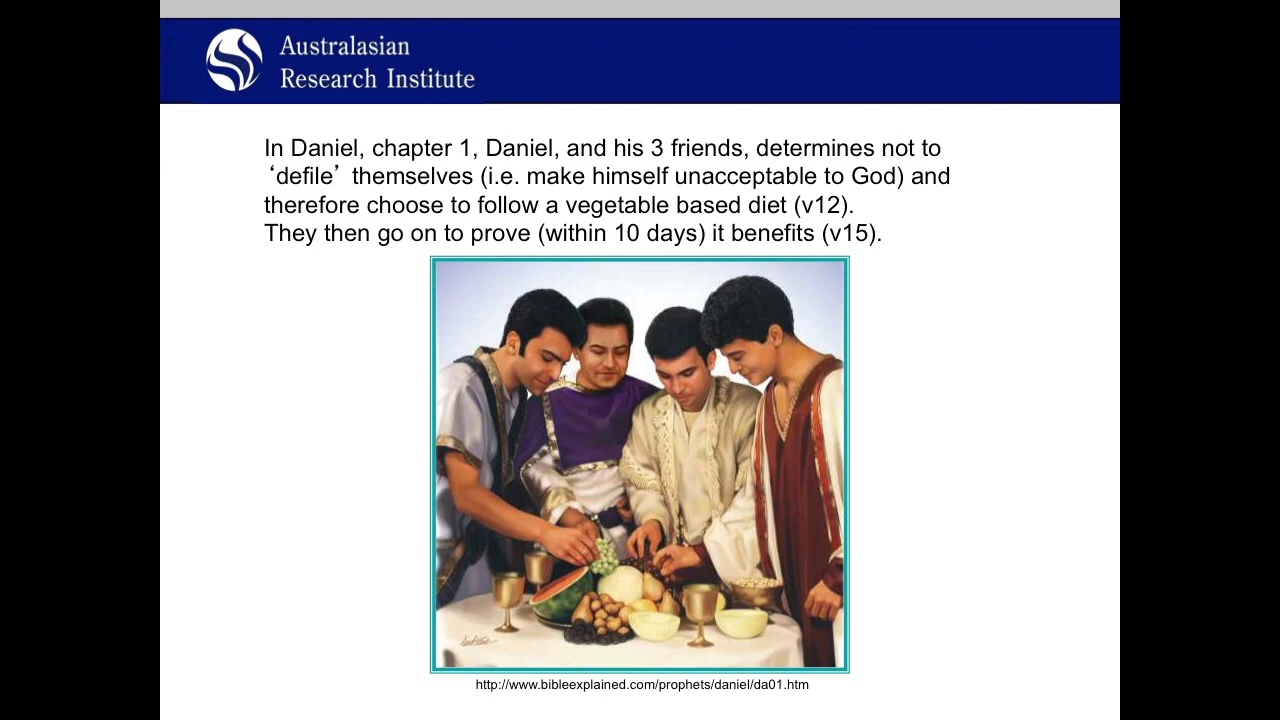 Australasian
Research Institute
In Daniel, chapter 1, Daniel, and his 3 friends, determines not to
‘defile’ themselves (i.e. make himself unacceptable to God) and
therefore choose to follow a vegetable based diet (v12).
They then go on to prove (within 10 days) it benefits (v15).
http://www.bibleexplained.com/prophets/daniel/da01.htm